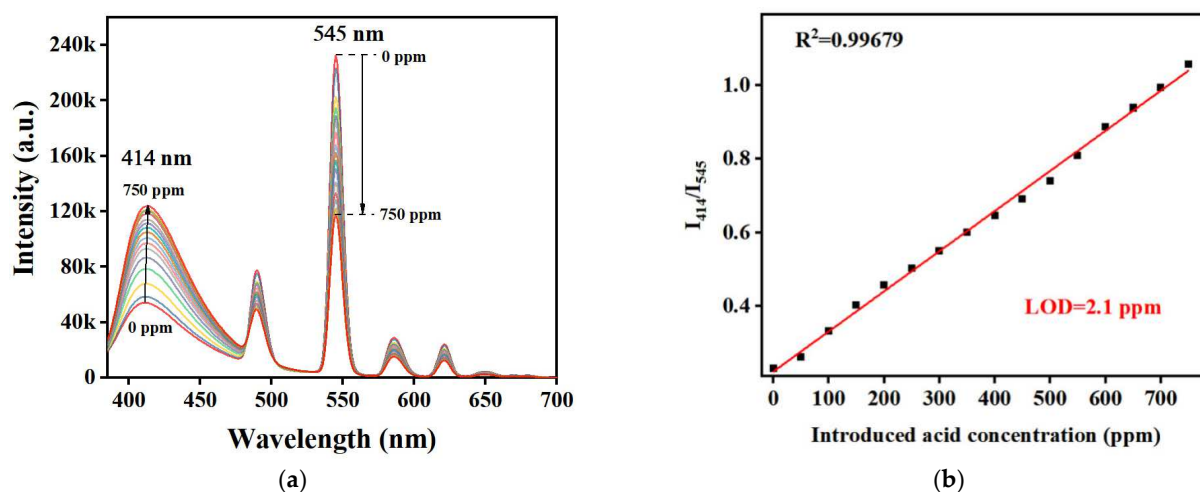 545 nm
240k
0 ppm
200k
160k
414 nm
750 ppm
120k
750 ppm
80k
40k
0 ppm
0
400
450
500
550
600
650
700
Intensity (a.u.)
Wavelength (nm)
(a)
R²=0.99679
1.0
0.8
0.6
0.4
LOD=2.1 ppm
0
100
200
300
400
500
600
700
I₄₁₄/I₅₄₅
Introduced acid concentration (ppm)
(b)